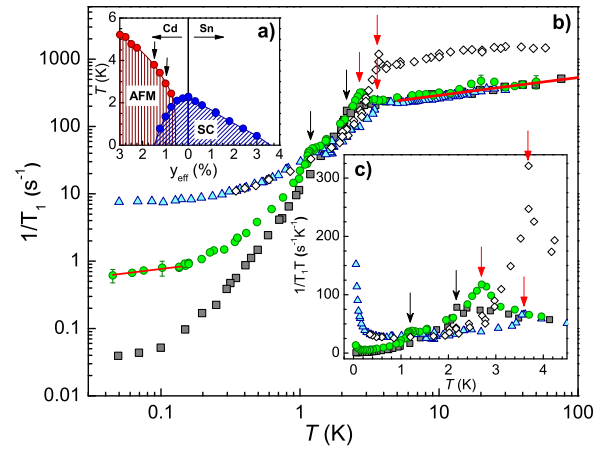 a)
Cd Sn
T (K)
6
4
2
0
AFM
SC
3 2 1 0 1 2 3 4
y_eff (%)
b)
1/T₁ (s⁻¹)
1000
100
10
1
0.1
0.01
0.1 1 10 100
T (K)
c)
1/T₁T (s⁻¹K⁻¹)
300
200
100
0
0 1 2 3 4
T (K)